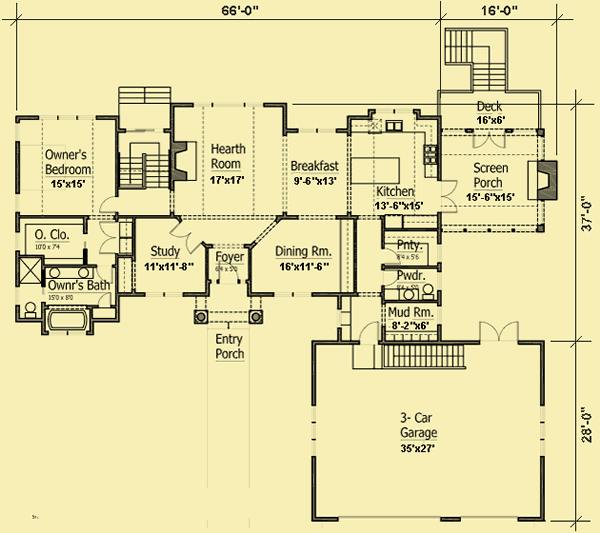 66'-0"
16'-0"
Deck
16'x6'
Owner's
Bedroom
15'x15'
Hearth
Room
17'x17'
Breakfast
9'-6"x13'
Kitchen
13'-6"x15'
Screen
Porch
15'-6"x15'
37'-0"
O. Clo.
10'0 x 7'4
Study
11'x11'-8"
Foyer
6'4 x 5'0
Dining Rm.
16'x11'-6"
Pnty.
8'4 x 5'6
Ownr's Bath
15'0 x 8'0
Pwdr.
Mud Rm.
8'-2"x6'
Entry
Porch
3- Car
Garage
35'x27'
28'-0"